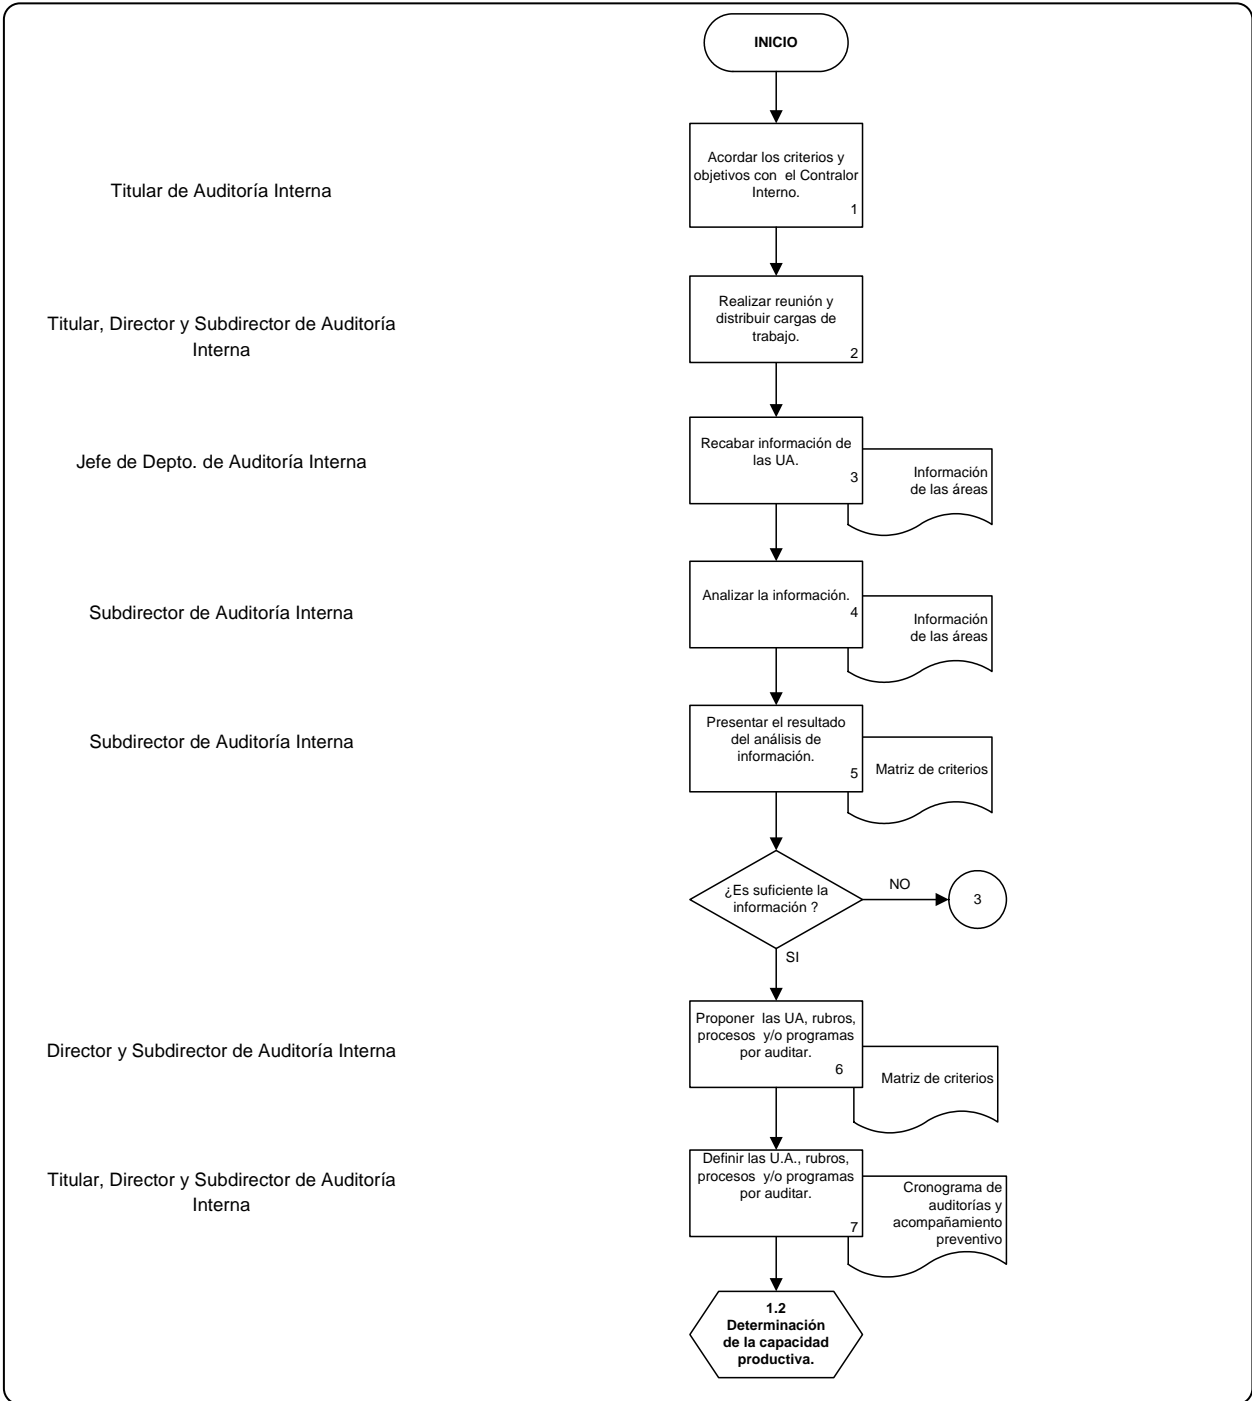 INICIO
Titular de Auditoría Interna
Acordar los criterios y
objetivos con el Contralor
Interno.
1
Titular, Director y Subdirector de Auditoría
Interna
Realizar reunión y
distribuir cargas de
trabajo.
2
Jefe de Depto. de Auditoría Interna
Recabar información de
las UA.
3
Información
de las áreas
Subdirector de Auditoría Interna
Analizar la información.
4
Información
de las áreas
Subdirector de Auditoría Interna
Presentar el resultado
del análisis de
información.
5
Matriz de criterios
¿Es suficiente la
información ?
NO
3
SI
Director y Subdirector de Auditoría Interna
Proponer las UA, rubros,
procesos y/o programas
por auditar.
6
Matriz de criterios
Titular, Director y Subdirector de Auditoría
Interna
Definir las U.A., rubros,
procesos y/o programas
por auditar.
7
Cronograma de
auditorías y
acompañamiento
preventivo
1.2
Determinación
de la capacidad
productiva.